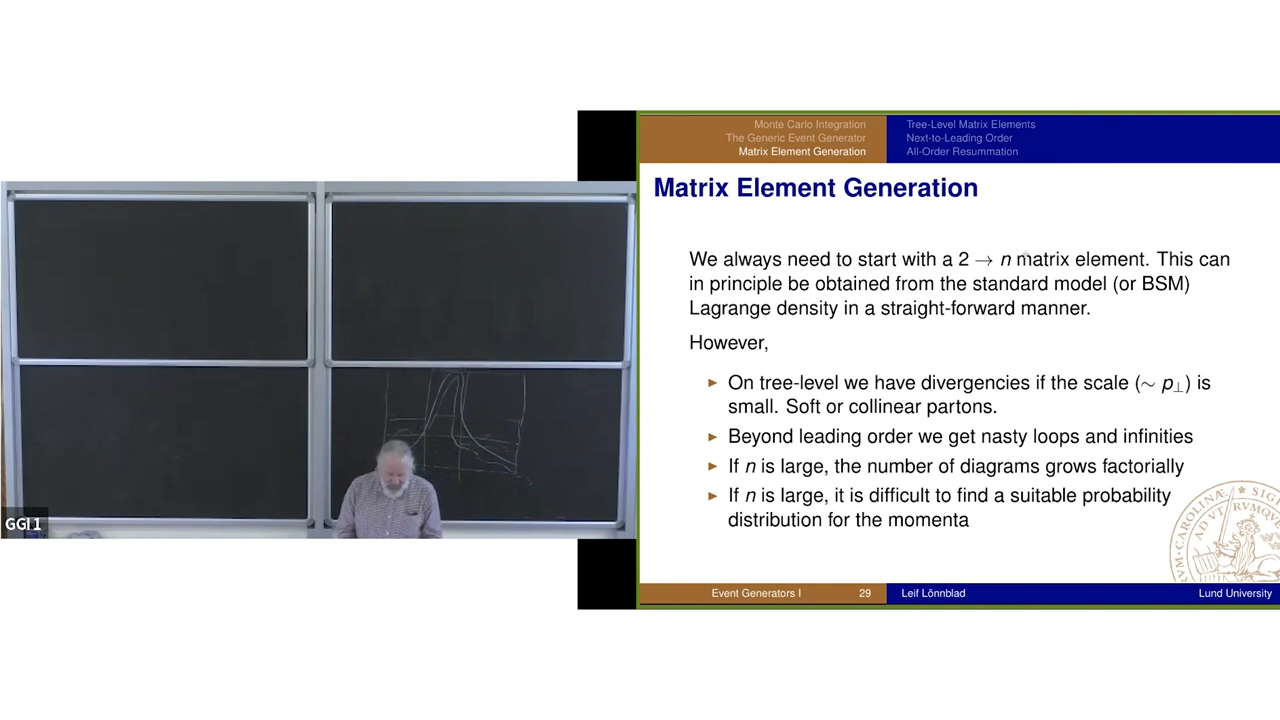 Monte Carlo Integration
The Generic Event Generator
Matrix Element Generation
Tree-Level Matrix Elements
Next-to-Leading Order
All-Order Resummation
Matrix Element Generation
We always need to start with a 2 → n matrix element. This can
in principle be obtained from the standard model (or BSM)
Lagrange density in a straight-forward manner.
However,
▸ On tree-level we have divergencies if the scale (∼ p⊥) is
small. Soft or collinear partons.
▸ Beyond leading order we get nasty loops and infinities
▸ If n is large, the number of diagrams grows factorially
▸ If n is large, it is difficult to find a suitable probability
distribution for the momenta
GGI 1
Event Generators I 29 Leif Lönnblad Lund University